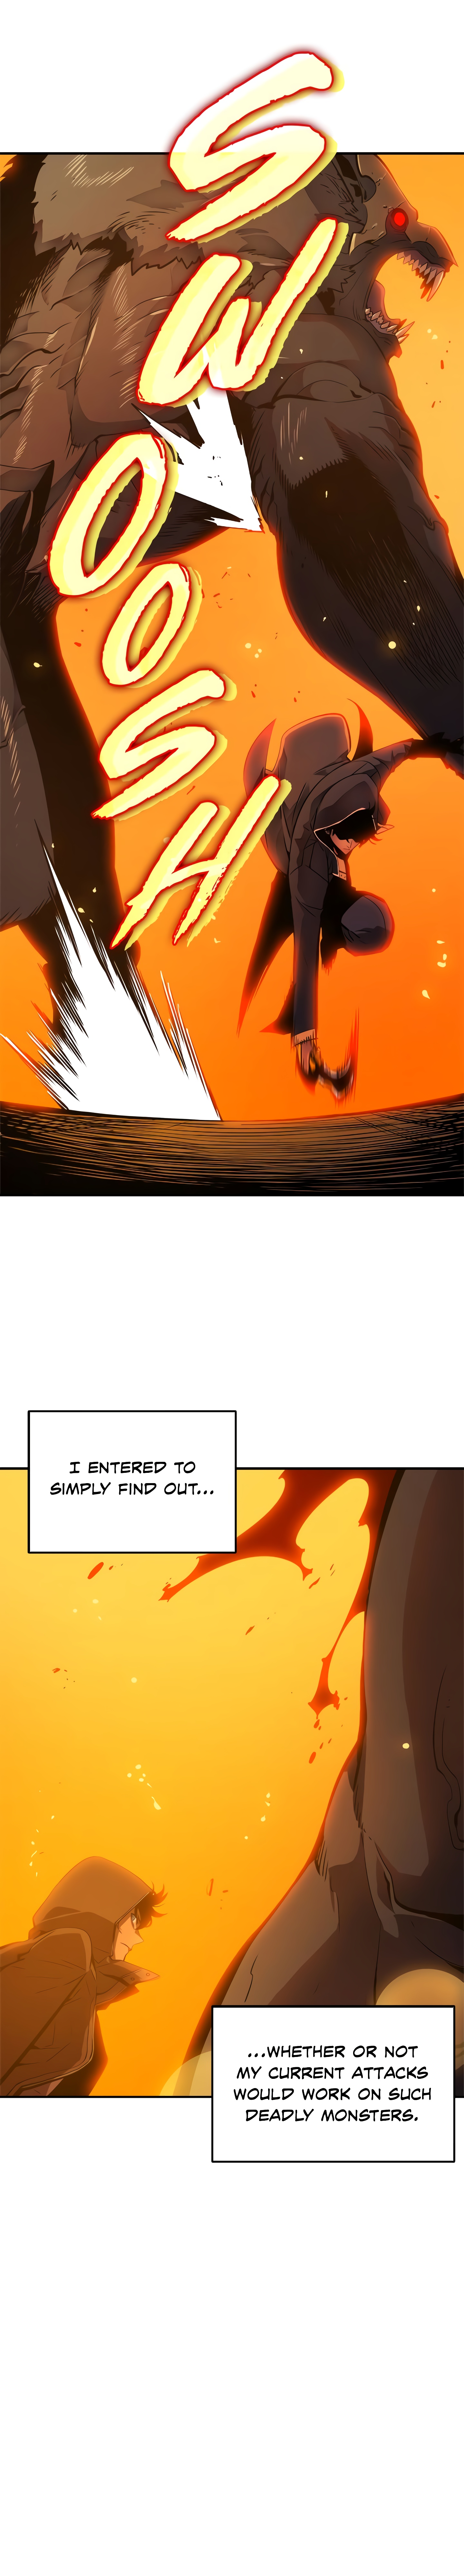 SWOOSH
I ENTERED TO
SIMPLY FIND OUT...
...WHETHER OR NOT
MY CURRENT ATTACKS
WOULD WORK ON SUCH
DEADLY MONSTERS.